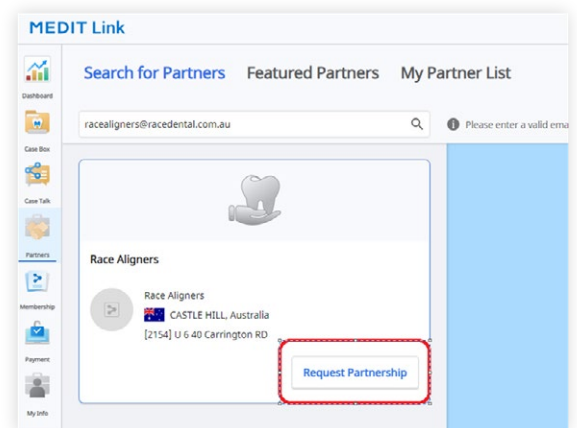 MEDIT Link
Dashboard
Case Box
Case Talk
Partners
Membership
Payment
My Info
Search for Partners Featured Partners My Partner List
racealigners@racedental.com.au
Please enter a valid ema
Race Aligners
Race Aligners
CASTLE HILL, Australia
[2154] U 6 40 Carrington RD
Request Partnership